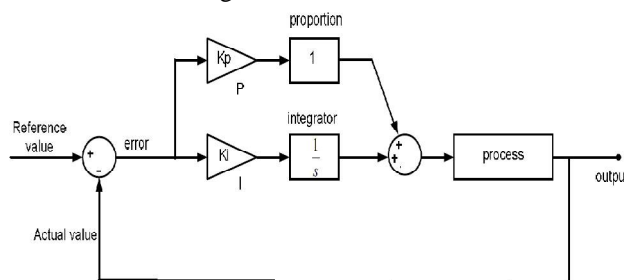 proportion
Kp
1
P
Reference
value
error
integrator
+
-
KI
1
s
I
+
+
process
output
Actual value